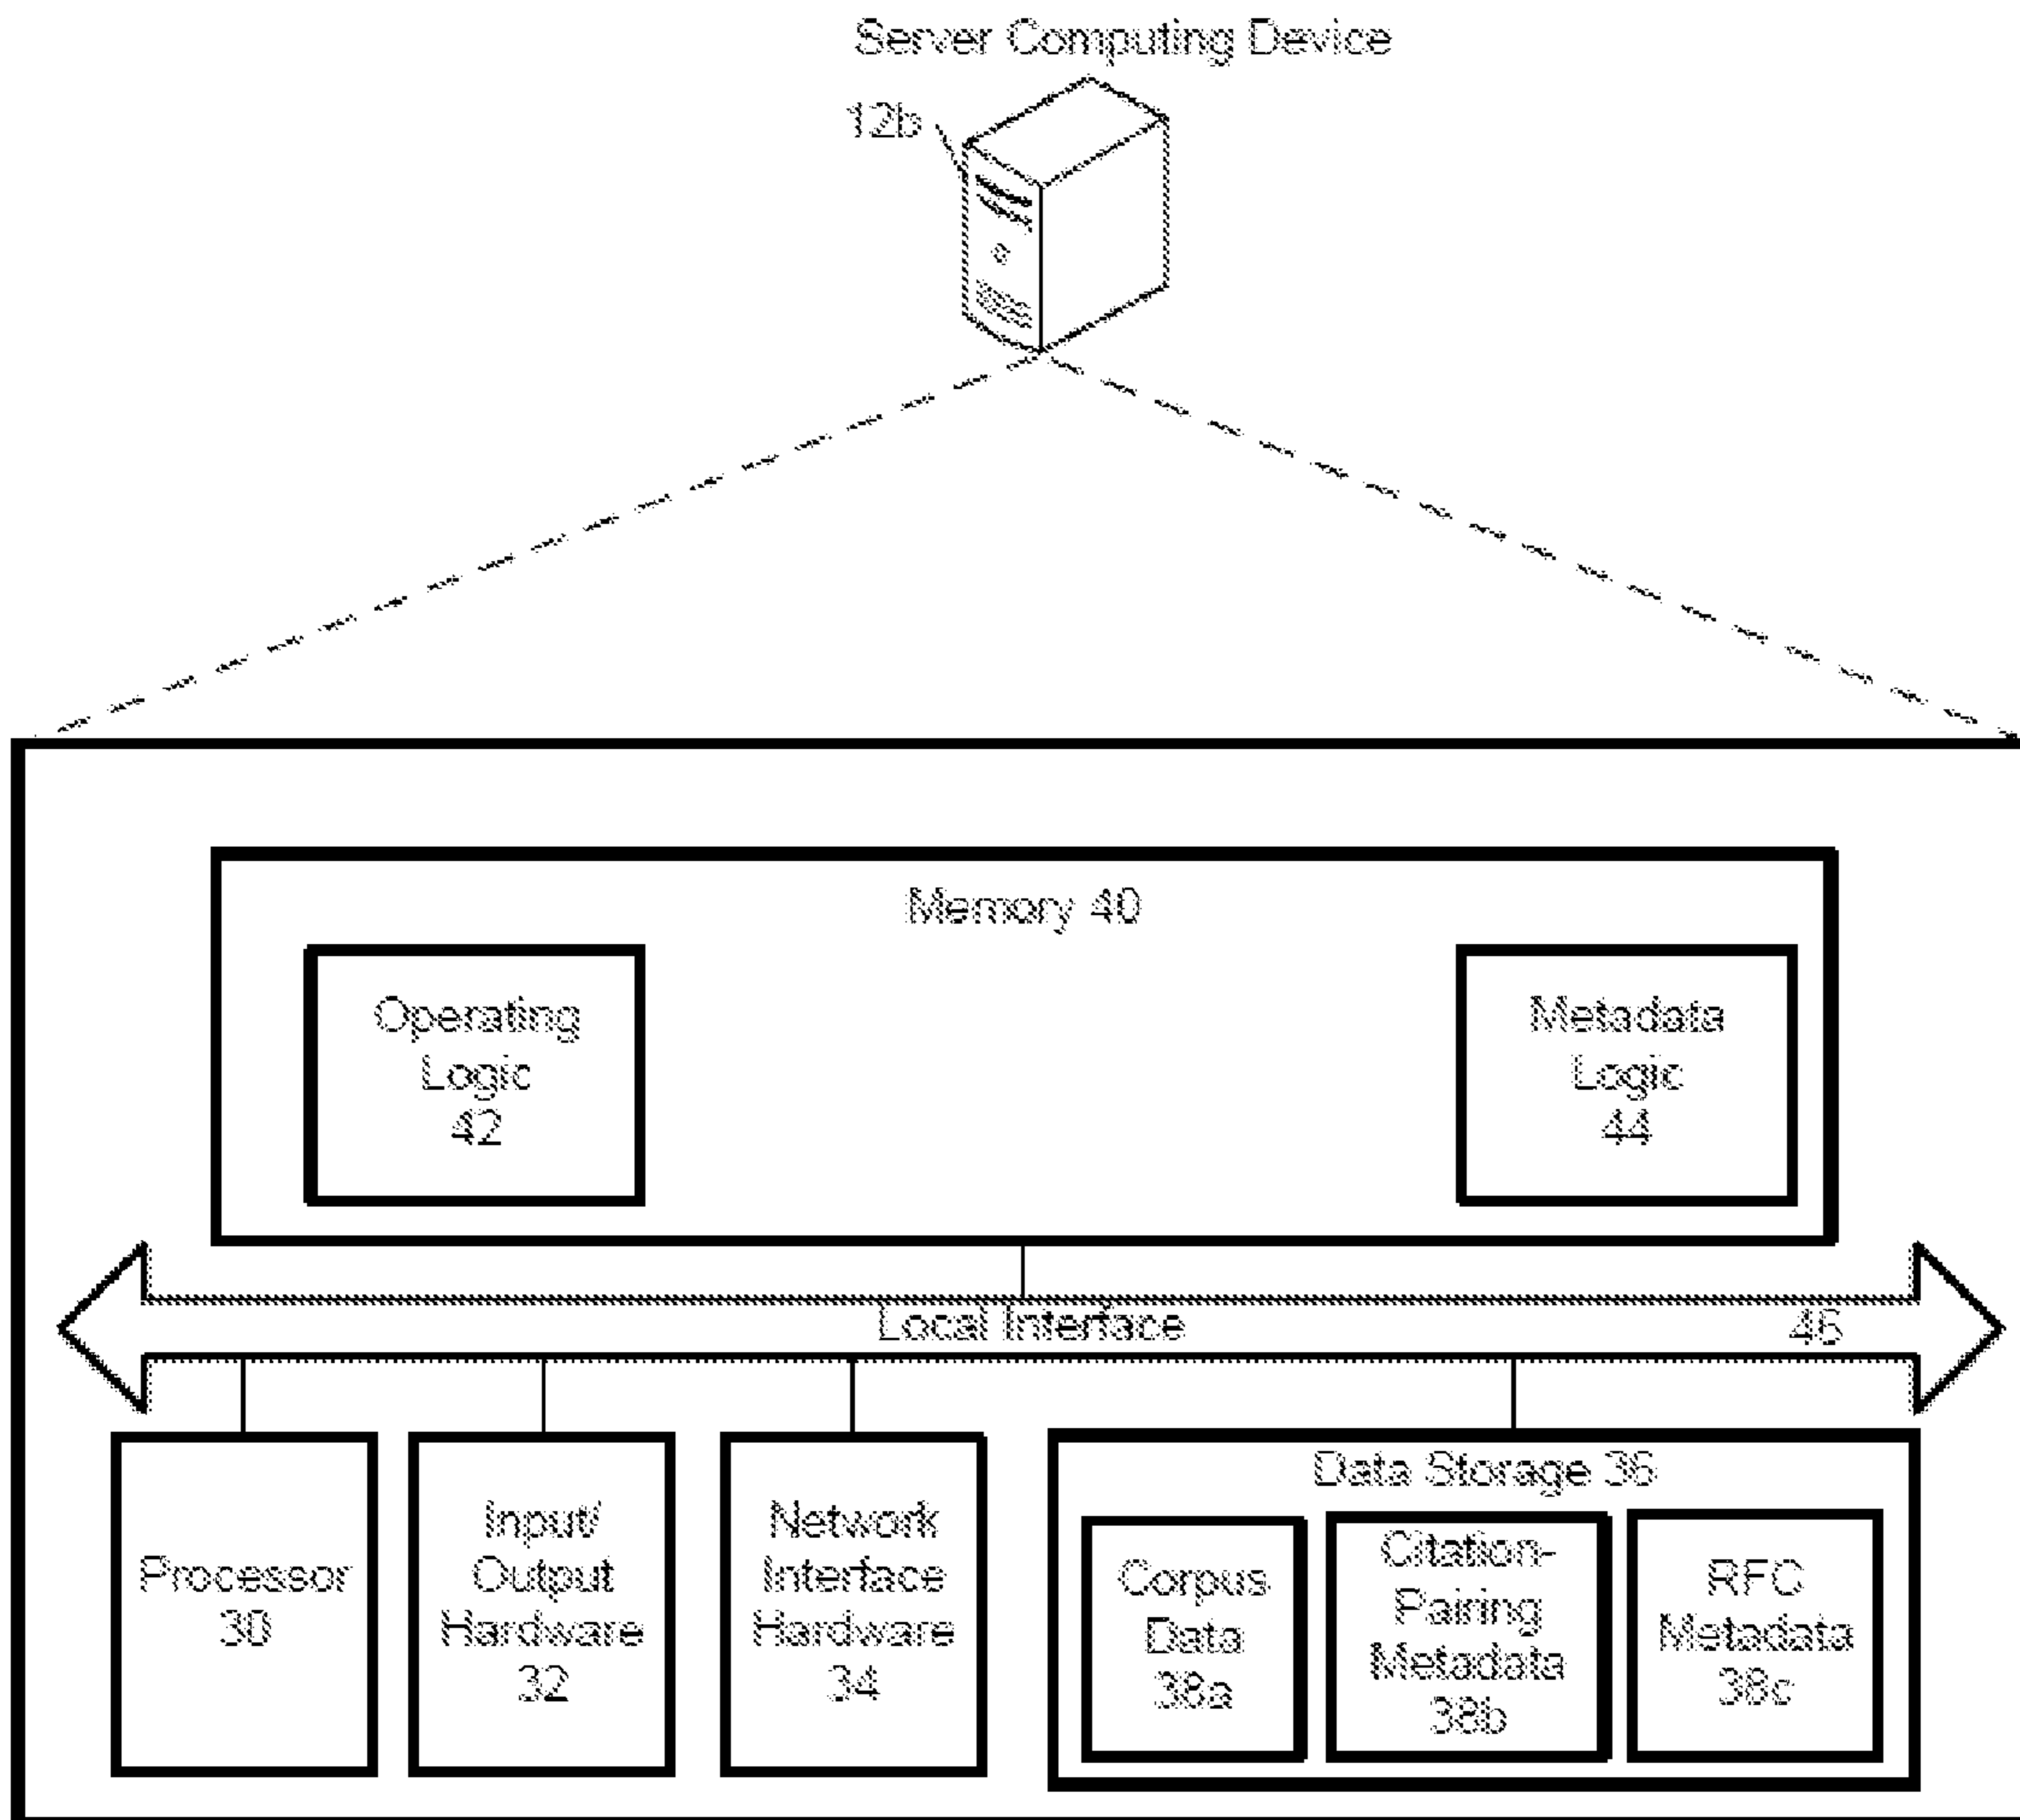 Server Computing Device
12b
Memory 40
Operating
Logic
42
Metadata
Logic
44
Local Interface
46
Processor
30
Input/
Output
Hardware
32
Network
Interface
Hardware
34
Data Storage 36
Corpus
Data
38a
Citation-
Pairing
Metadata
38b
RFC
Metadata
38c